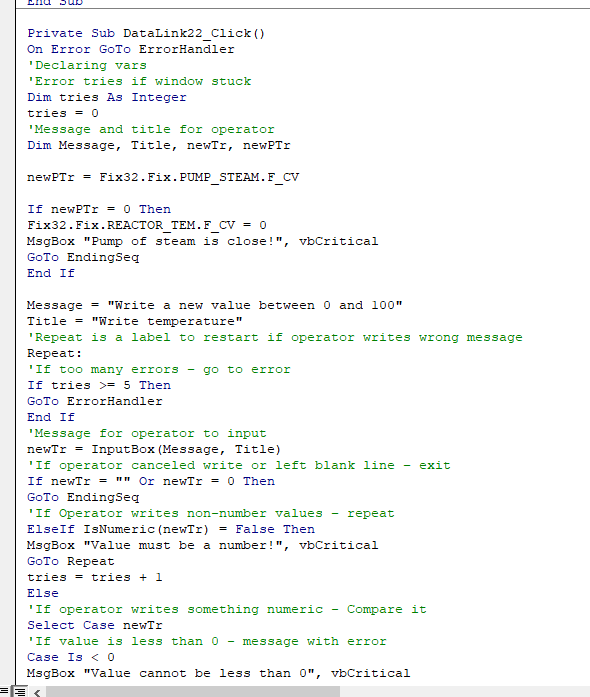 End Sub
Private Sub DataLink22_Click()
On Error GoTo ErrorHandler
'Declaring vars
'Error tries if window stuck
Dim tries As Integer
tries = 0
'Message and title for operator
Dim Message, Title, newTr, newPTr
newPTr = Fix32.Fix.PUMP_STEAM.F_CV
If newPTr = 0 Then
Fix32.Fix.REACTOR_TEM.F_CV = 0
MsgBox "Pump of steam is close!", vbCritical
GoTo EndingSeq
End If
Message = "Write a new value between 0 and 100"
Title = "Write temperature"
'Repeat is a label to restart if operator writes wrong message
Repeat:
'If too many errors - go to error
If tries >= 5 Then
GoTo ErrorHandler
End If
'Message for operator to input
newTr = InputBox(Message, Title)
'If operator canceled write or left blank line - exit
If newTr = "" Or newTr = 0 Then
GoTo EndingSeq
'If Operator writes non-number values - repeat
ElseIf IsNumeric(newTr) = False Then
MsgBox "Value must be a number!", vbCritical
GoTo Repeat
tries = tries + 1
Else
'If operator writes something numeric - Compare it
Select Case newTr
'If value is less than 0 - message with error
Case Is < 0
MsgBox "Value cannot be less than 0", vbCritical